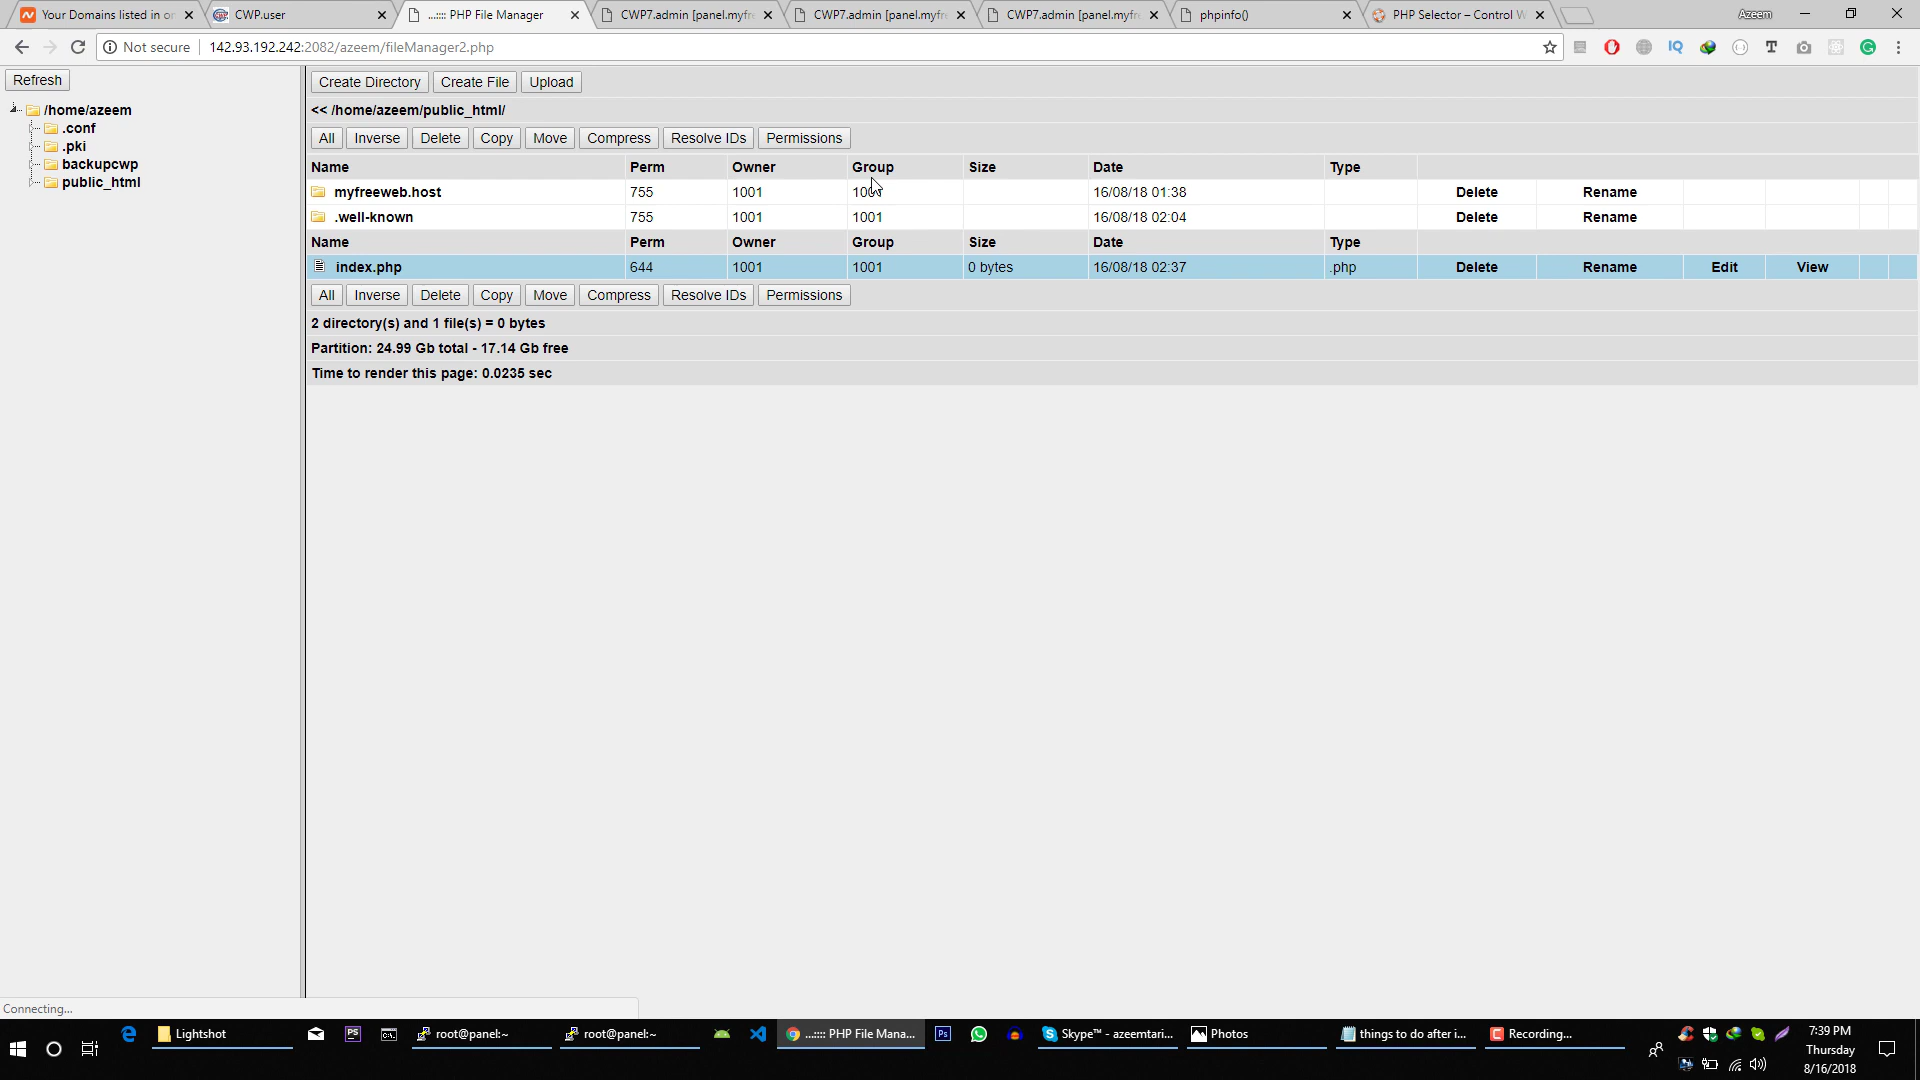 Your Domains listed in on
CWP.user
...:::: PHP File Manager
CWP7.admin [panel.myfre
CWP7.admin [panel.myfre
CWP7.admin [panel.myfre
phpinfo()
PHP Selector – Control W
Azeem
Not secure
142.93.192.242:2082/azeem/fileManager2.php
Refresh
/home/azeem
.conf
.pki
backupcwp
public_html
Create Directory Create File Upload
<< /home/azeem/public_html/
All Inverse Delete Copy Move Compress Resolve IDs Permissions
Name Perm Owner Group Size Date Type
myfreeweb.host 755 1001 1001 16/08/18 01:38 Delete Rename
.well-known 755 1001 1001 16/08/18 02:04 Delete Rename
Name Perm Owner Group Size Date Type
index.php 644 1001 1001 0 bytes 16/08/18 02:37 .php Delete Rename Edit View
All Inverse Delete Copy Move Compress Resolve IDs Permissions
2 directory(s) and 1 file(s) = 0 bytes
Partition: 24.99 Gb total - 17.14 Gb free
Time to render this page: 0.0235 sec
Connecting...
Lightshot
root@panel:~
root@panel:~
...:::: PHP File Mana...
Skype™ - azeemtari...
Photos
things to do after i...
Recording...
7:39 PM
Thursday
8/16/2018